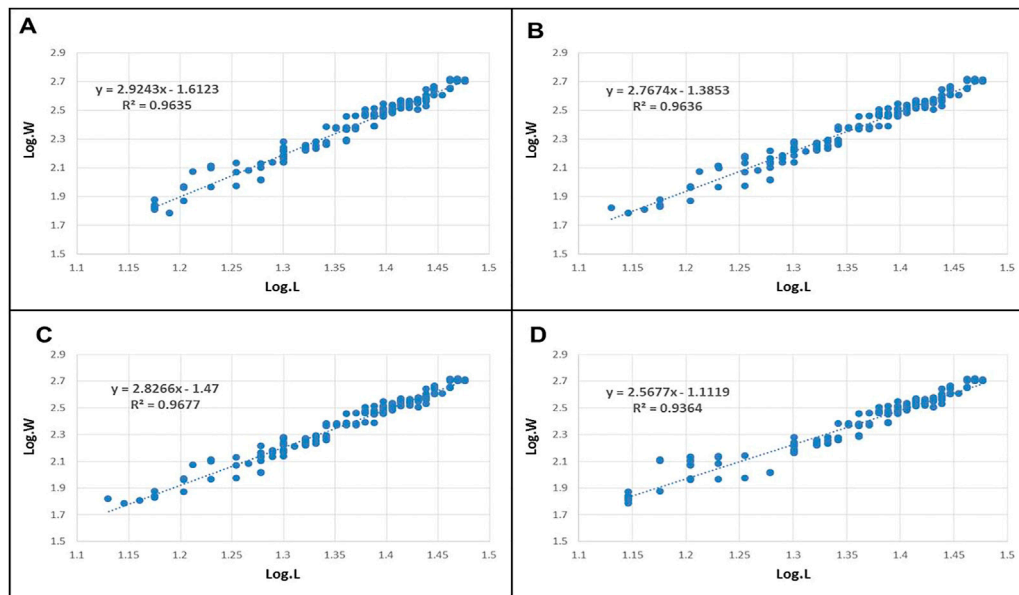 A
y = 2.9243x - 1.6123
R² = 0.9635
Log.W
2.9
2.7
2.5
2.3
2.1
1.9
1.7
1.5
1.1 1.15 1.2 1.25 1.3 1.35 1.4 1.45 1.5
Log.L
B
y = 2.7674x - 1.3853
R² = 0.9636
Log.W
2.9
2.7
2.5
2.3
2.1
1.9
1.7
1.5
1.1 1.15 1.2 1.25 1.3 1.35 1.4 1.45 1.5
Log.L
C
y = 2.8266x - 1.47
R² = 0.9677
Log.W
2.9
2.7
2.5
2.3
2.1
1.9
1.7
1.5
1.1 1.15 1.2 1.25 1.3 1.35 1.4 1.45 1.5
Log.L
D
y = 2.5677x - 1.1119
R² = 0.9364
Log.W
2.9
2.7
2.5
2.3
2.1
1.9
1.7
1.5
1.1 1.15 1.2 1.25 1.3 1.35 1.4 1.45 1.5
Log.L